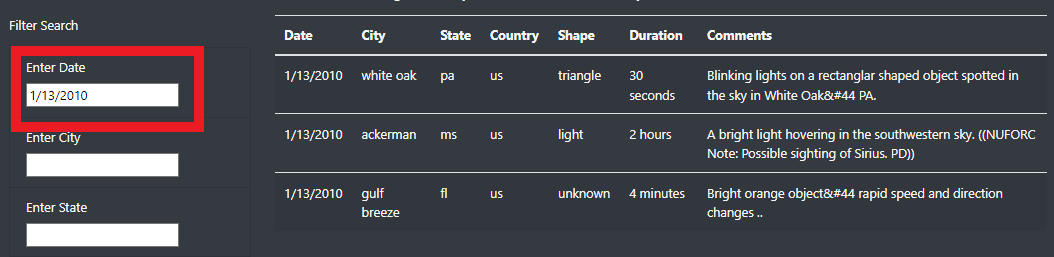 Filter Search
Enter Date
1/13/2010
Enter City
Enter State
Date City State Country Shape Duration Comments
1/13/2010 white oak pa us triangle 30 Blinking lights on a rectanglar shaped object spotted in
seconds the sky in White Oak&#44 PA.
1/13/2010 ackerman ms us light 2 hours A bright light hovering in the southwestern sky. ((NUFORC
Note: Possible sighting of Sirius. PD))
1/13/2010 gulf fl us unknown 4 minutes Bright orange object&#44 rapid speed and direction
breeze changes ..